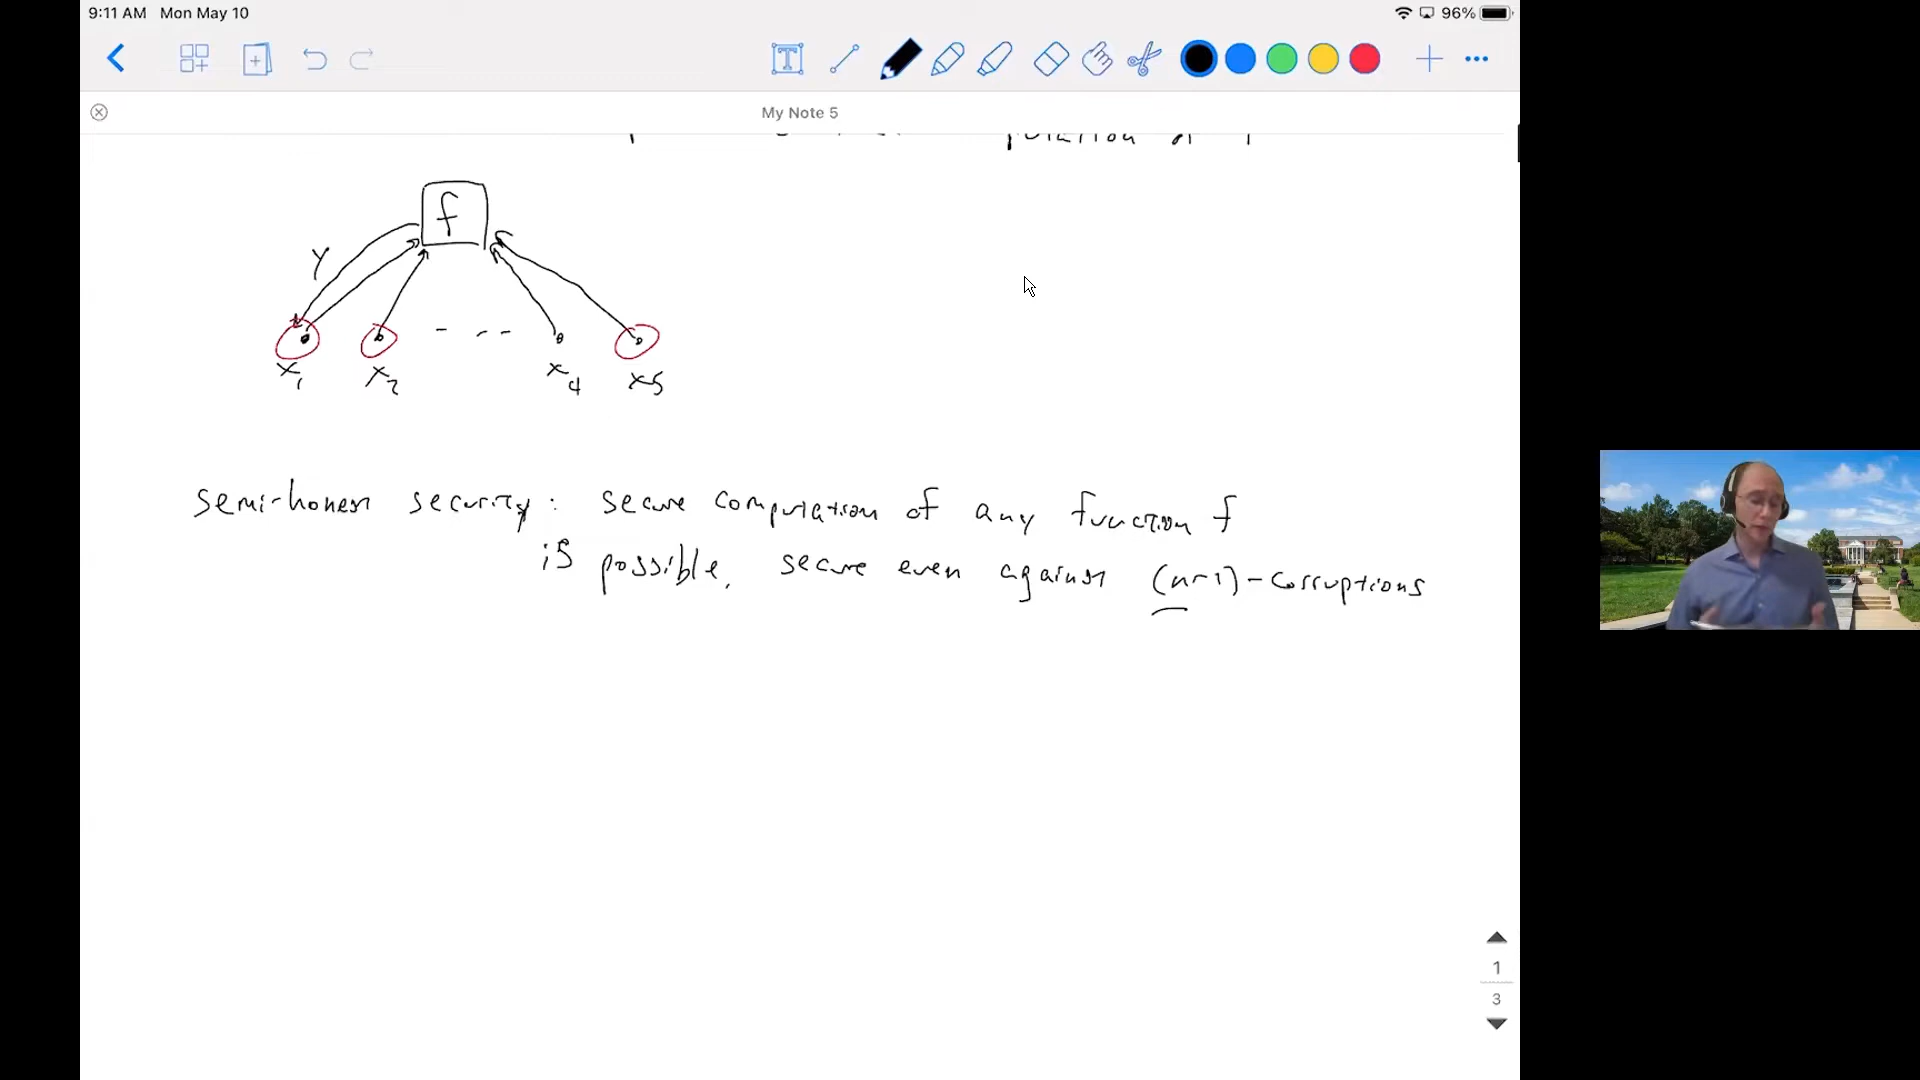 9:11 AM Mon May 10
96%
My Note 5
f
Y
x1 x2 - - - x4 x5
semi-honest security: secure computation of any function f
is possible, secure even against (n-1)-corruptions
1
3